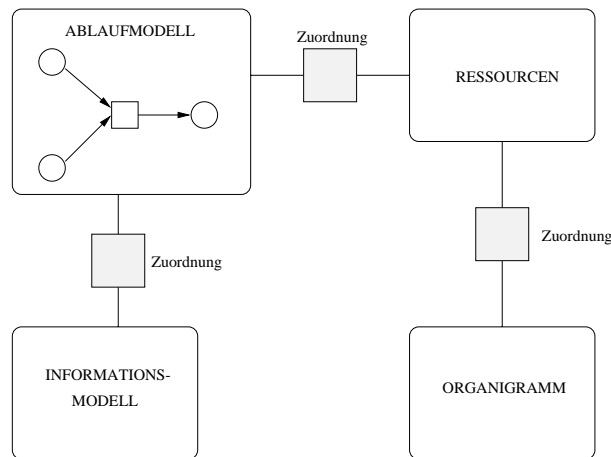 ABLAUFMODELL
Zuordnung
RESSOURCEN
Zuordnung
Zuordnung
INFORMATIONS-
MODELL
ORGANIGRAMM